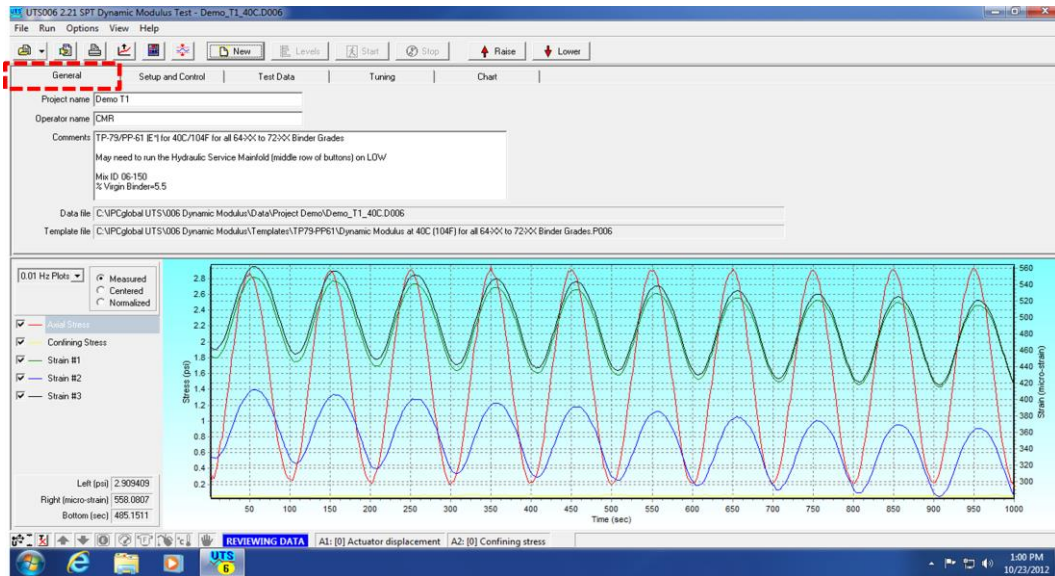 UTS006 2.21 SPT Dynamic Modulus Test - Demo_T1_40C.D006
File Run Options View Help
New Levels Start Stop Raise Lower
General Setup and Control Test Data Tuning Chart
Project name Demo T1
Operator name CMR
Comments TP-79/PP-61 |E*| for 40C/104F for all 64-XX to 72-XX Binder Grades
May need to run the Hydraulic Service Mainfold (middle row of buttons) on LOW
Mix ID 06-150
% Virgin Binder=5.5
Data file C:\IPCglobal UTS\006 Dynamic Modulus\Data\Project Demo\Demo_T1_40C.D006
Template file C:\IPCglobal UTS\006 Dynamic Modulus\Templates\TP79-PP61\Dynamic Modulus at 40C (104F) for all 64-XX to 72-XX Binder Grades.P006
0.01 Hz Plots
Measured
Centered
Normalized
Axial Stress
Confining Stress
Strain #1
Strain #2
Strain #3
Left (psi) 2.909409
Right (micro-strain) 558.0807
Bottom (sec) 485.1511
Stress (psi)
2.8
2.6
2.4
2.2
2
1.8
1.6
1.4
1.2
1
0.8
0.6
0.4
0.2
50 100 150 200 250 300 350 400 450 500 550 600 650 700 750 800 850 900 950 1000
Time (sec)
560
540
520
500
480
460
440
420
400
380
360
340
320
300
Strain (micro-strain)
REVIEWING DATA A1: [0] Actuator displacement A2: [0] Confining stress
UTS
6
1:00 PM
10/23/2012